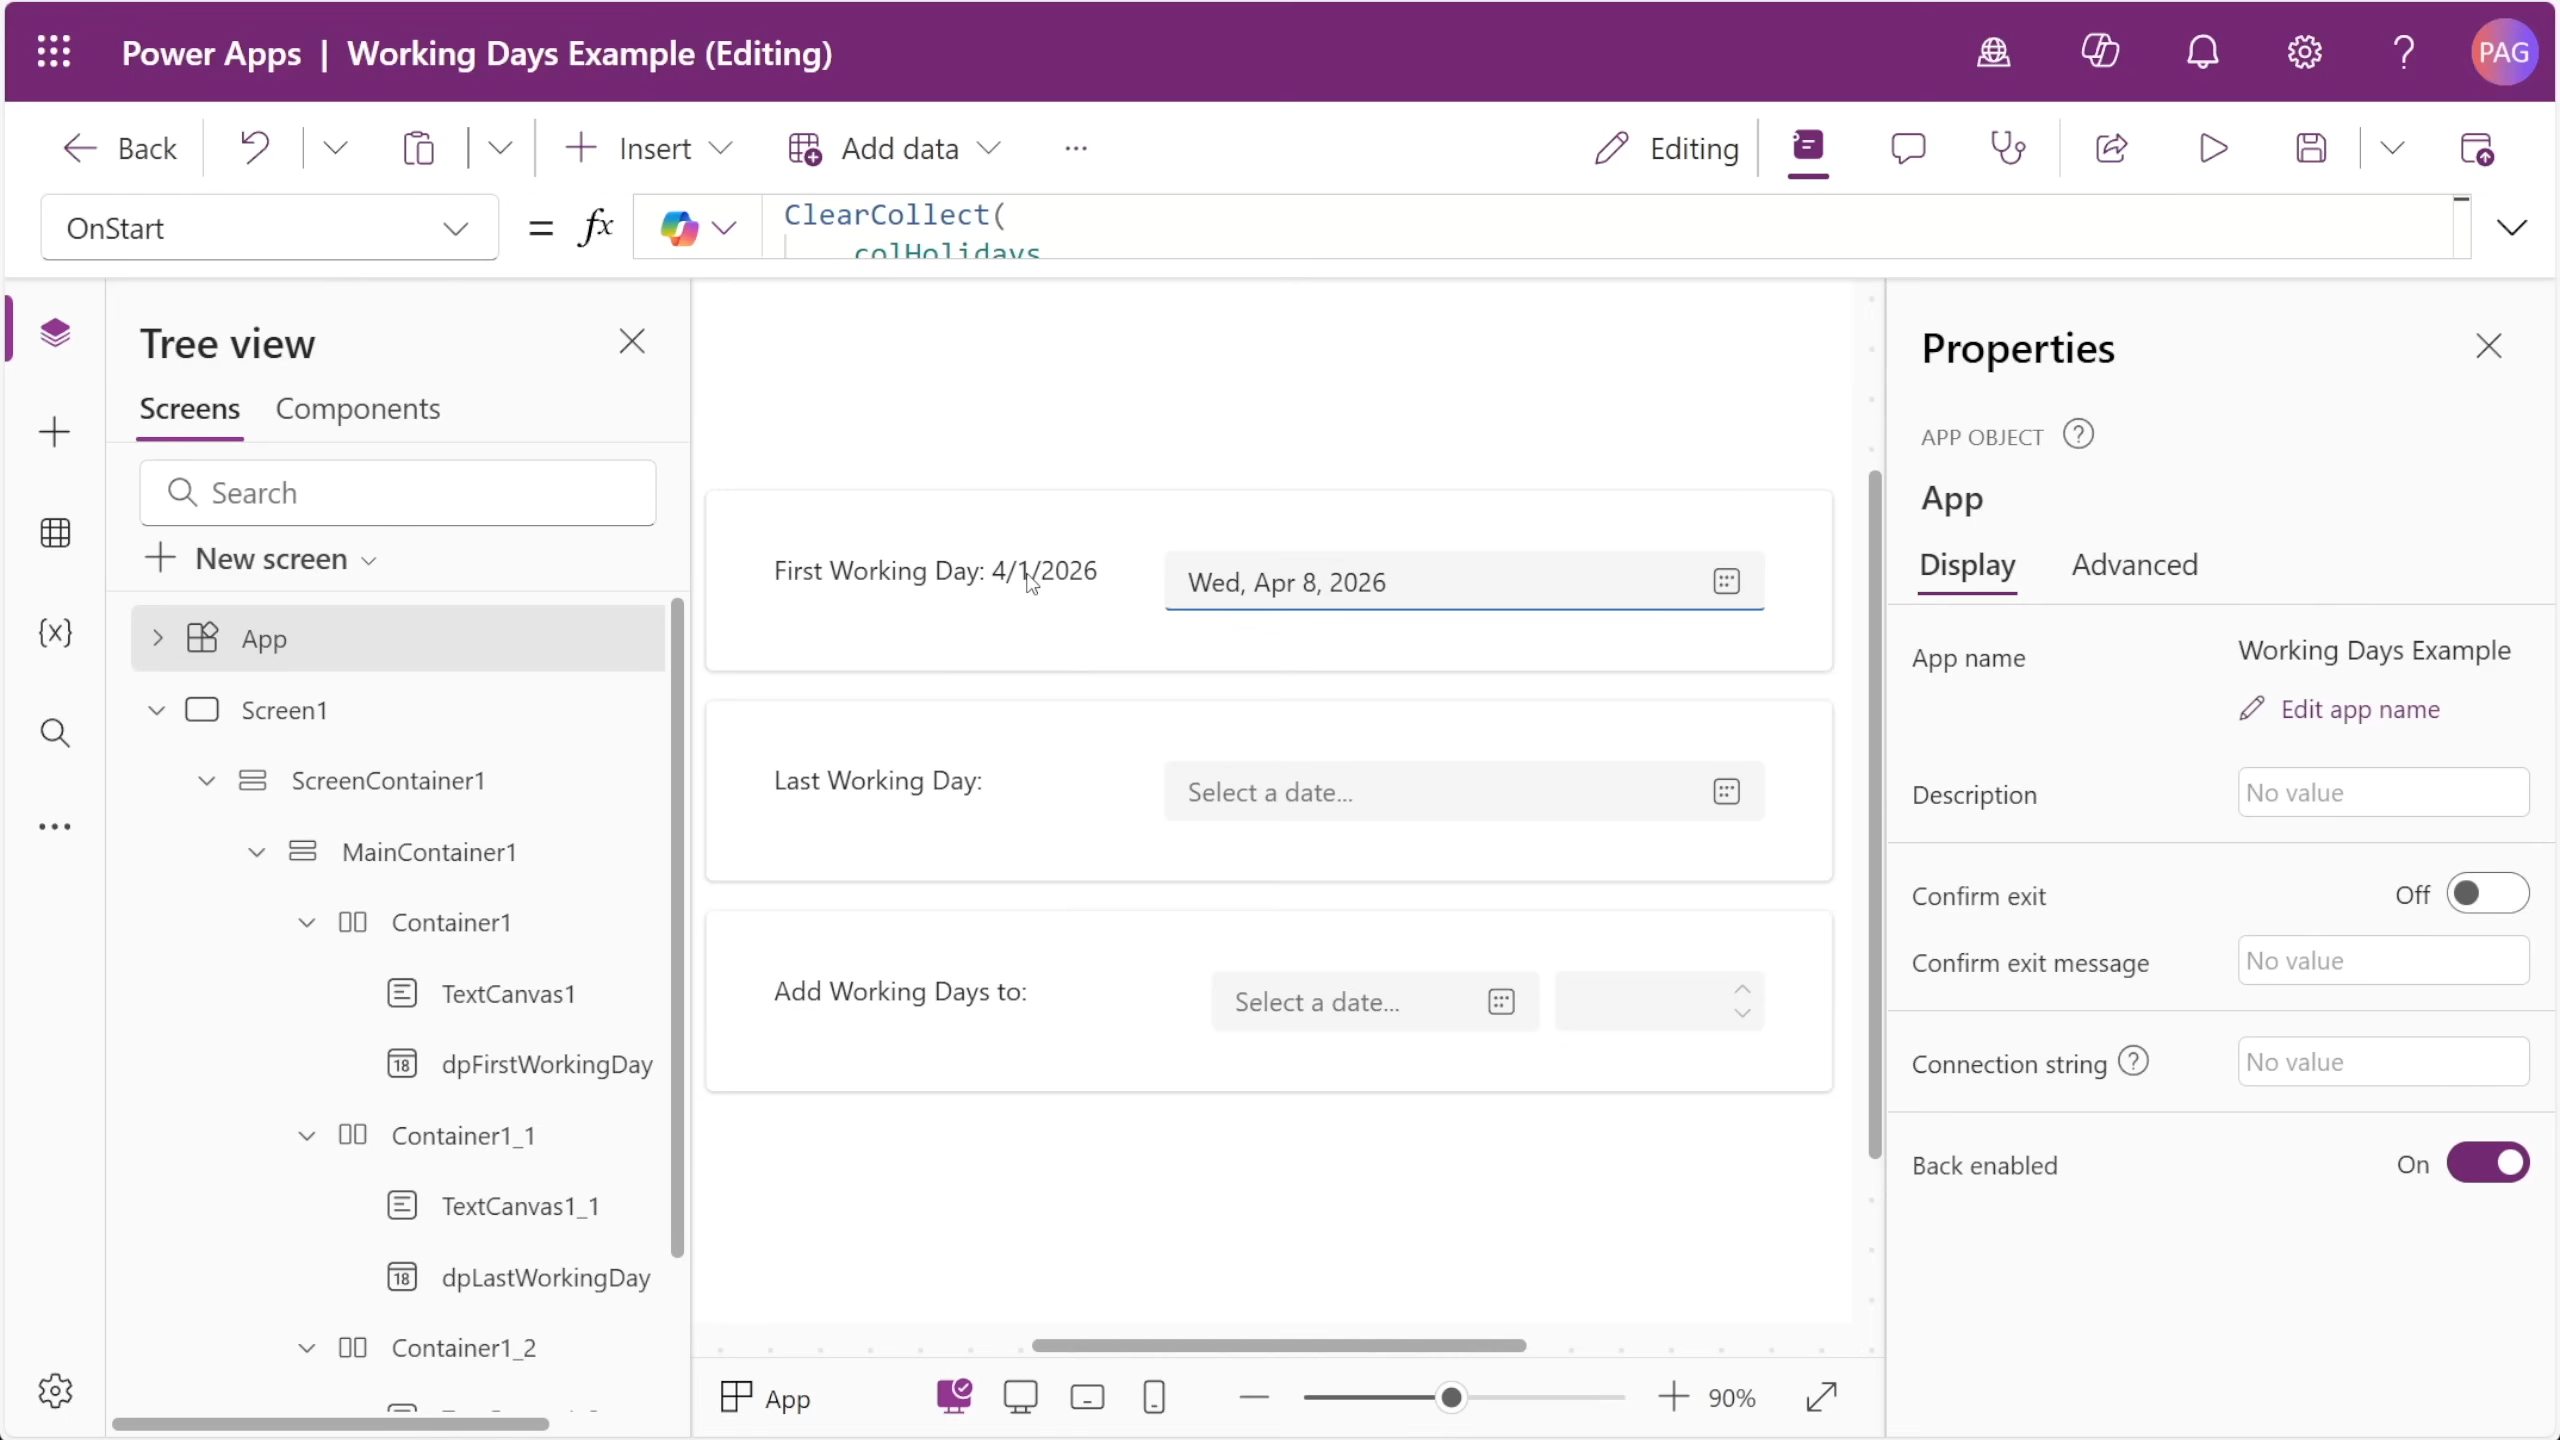 Power Apps | Working Days Example (Editing)
PAG
Back
Insert
Add data
Editing
OnStart
= fx
ClearCollect(
colHolidays
Tree view
Screens
Components
Search
New screen
App
Screen1
ScreenContainer1
MainContainer1
Container1
TextCanvas1
18 dpFirstWorkingDay
Container1_1
TextCanvas1_1
18 dpLastWorkingDay
Container1_2
First Working Day: 4/1/2026
Wed, Apr 8, 2026
Last Working Day:
Select a date...
Add Working Days to:
Select a date...
App
90%
Properties
APP OBJECT
App
Display
Advanced
App name
Working Days Example
Edit app name
Description
No value
Confirm exit
Off
Confirm exit message
No value
Connection string
No value
Back enabled
On